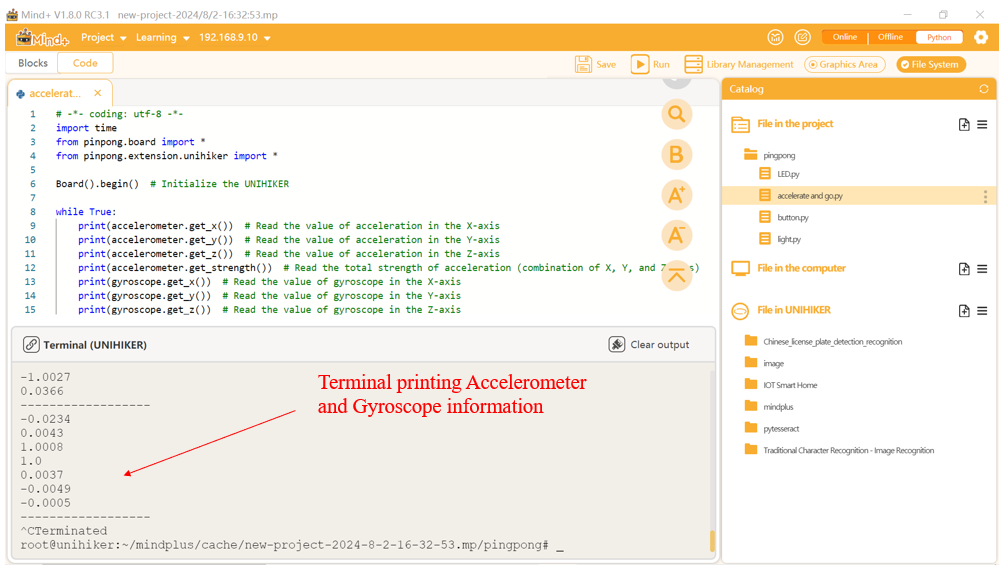 Mind+ V1.8.0 RC3.1 new-project-2024/8/2-16:32:53.mp
Mind+ Project Learning 192.168.9.10 Online Offline Python
Blocks Code Save Run Library Management Graphics Area File System
accelerat... ×
1 # -*- coding: utf-8 -*-
2 import time
3 from pinpong.board import *
4 from pinpong.extension.unihiker import *
5
6 Board().begin() # Initialize the UNIHIKER
7
8 while True:
9 print(accelerometer.get_x()) # Read the value of acceleration in the X-axis
10 print(accelerometer.get_y()) # Read the value of acceleration in the Y-axis
11 print(accelerometer.get_z()) # Read the value of acceleration in the Z-axis
12 print(accelerometer.get_strength()) # Read the total strength of acceleration (combination of X, Y, and Z s)
13 print(gyroscope.get_x()) # Read the value of gyroscope in the X-axis
14 print(gyroscope.get_y()) # Read the value of gyroscope in the Y-axis
15 print(gyroscope.get_z()) # Read the value of gyroscope in the Z-axis
B
A+
A-
Terminal (UNIHIKER) Clear output
-1.0027
0.0366
------------------
-0.0234
0.0043
1.0008
1.0
0.0037
-0.0049
-0.0005
------------------
^CTerminated
root@unihiker:~/mindplus/cache/new-project-2024-8-2-16-32-53.mp/pingpong# _
Terminal printing Accelerometer
and Gyroscope information
Catalog
File in the project
pingpong
LED.py
accelerate and go.py
button.py
light.py
File in the computer
File in UNIHIKER
Chinese_license_plate_detection_recognition
image
IOT Smart Home
mindplus
pytesseract
Traditional Character Recognition - Image Recognition